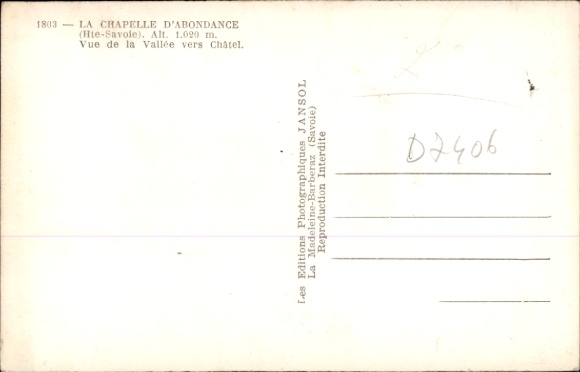 1803 — LA CHAPELLE D'ABONDANCE
(Hte-Savoie). Alt. 1.020 m.
Vue de la Vallée vers Châtel.
Les Editions Photographiques JANSOL
La Madeleine-Barberaz (Savoie)
Reproduction Interdite
D7406